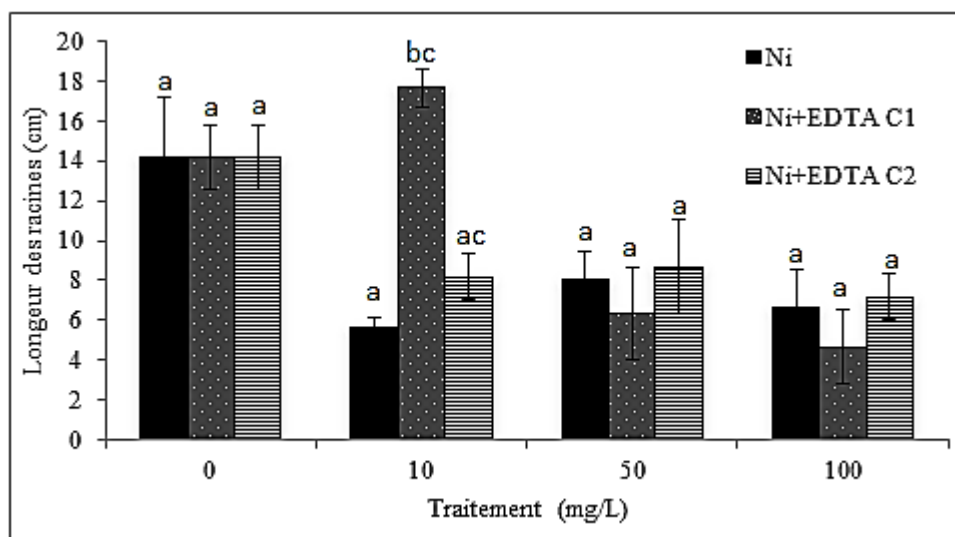 20
18
16
14
12
10
8
6
4
2
0
Longeur des racines (cm)
a
a
a
a
bc
ac
a
a
a
a
a
a
Ni
Ni+EDTA C1
Ni+EDTA C2
0
10
50
100
Traitement (mg/L)